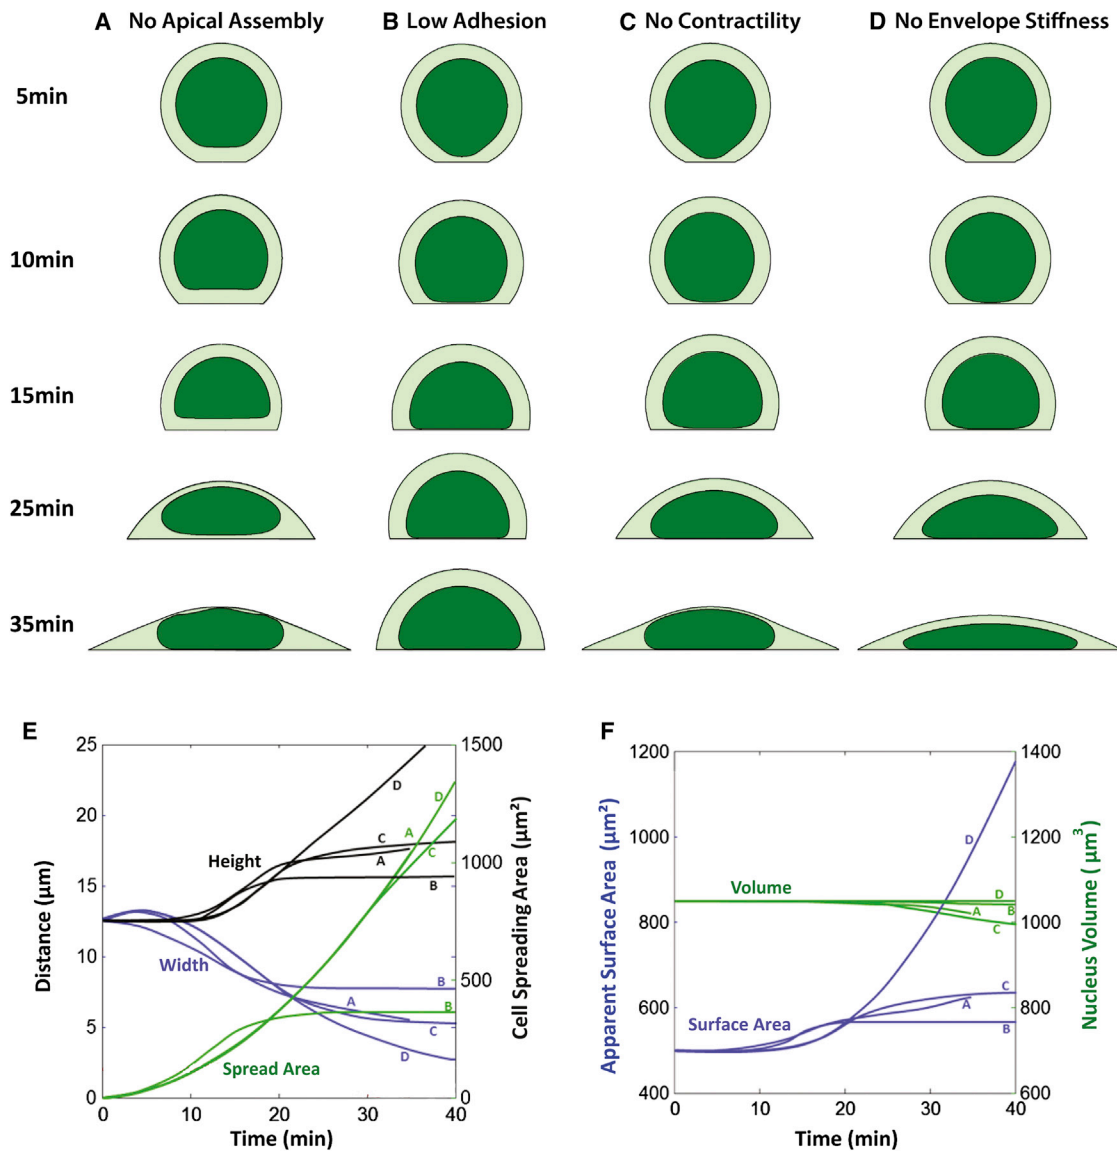 A No Apical Assembly
B Low Adhesion
C No Contractility
D No Envelope Stiffness
5min
10min
15min
25min
35min
E
25
20
15
10
5
0
Distance (µm)
1500
1000
500
0
Cell Spreading Area (µm²)
Height
Width
Spread Area
D
D
C
A
A
C
B
B
A
B
C
D
0
10
20
30
40
Time (min)
F
1200
1000
800
600
400
Apparent Surface Area (µm²)
1400
1200
1000
800
600
Nucleus Volume (µm³)
D
Volume
D
B
A
C
Surface Area
C
A
B
0
10
20
30
40
Time (min)